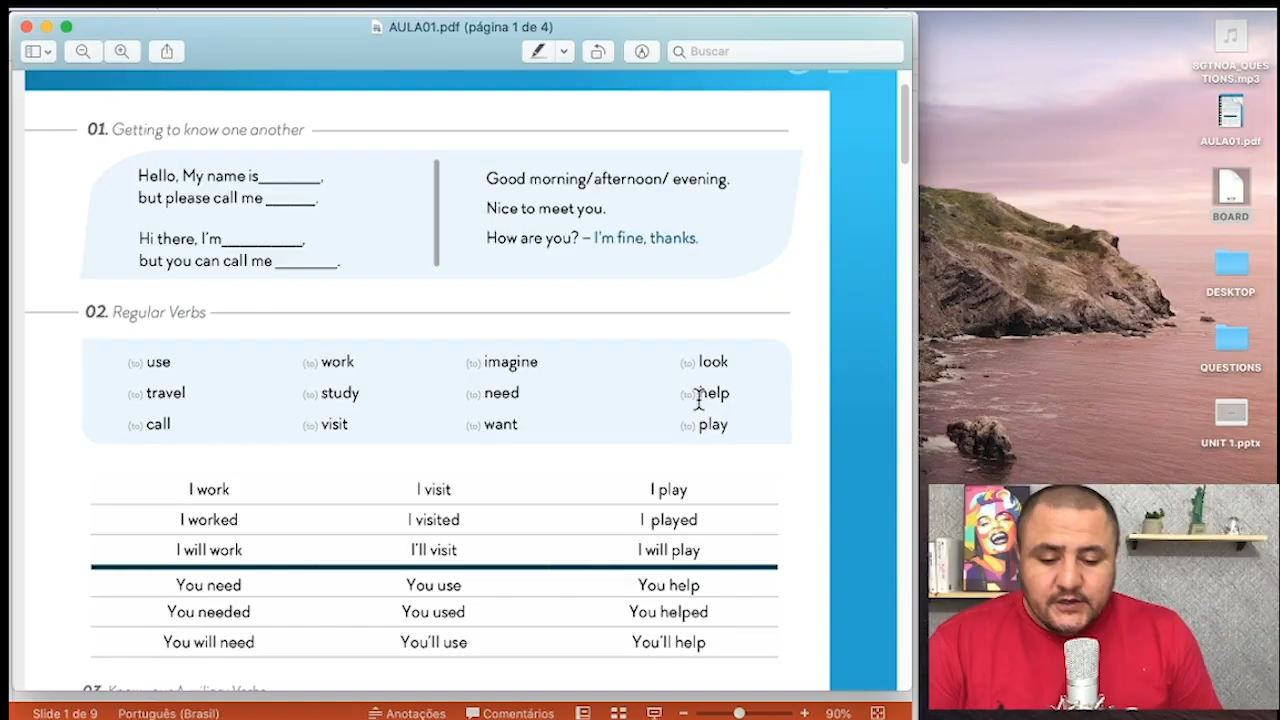 AULA01.pdf (página 1 de 4)
Buscar
01. Getting to know one another
Hello, My name is_______,
but please call me ______.
Hi there, I'm__________,
but you can call me ________.
Good morning/afternoon/ evening.
Nice to meet you.
How are you? – I'm fine, thanks.
02. Regular Verbs
(to) use (to) work (to) imagine (to) look
(to) travel (to) study (to) need (to) help
(to) call (to) visit (to) want (to) play
I work I visit I play
I worked I visited I played
I will work I'll visit I will play
You need You use You help
You needed You used You helped
You will need You'll use You'll help
Slide 1 de 9 Português (Brasil) Anotações Comentários 90%
8GTNOA_QUES
TIONS.mp3
AULA01.pdf
BOARD
DESKTOP
QUESTIONS
UNIT 1.pptx